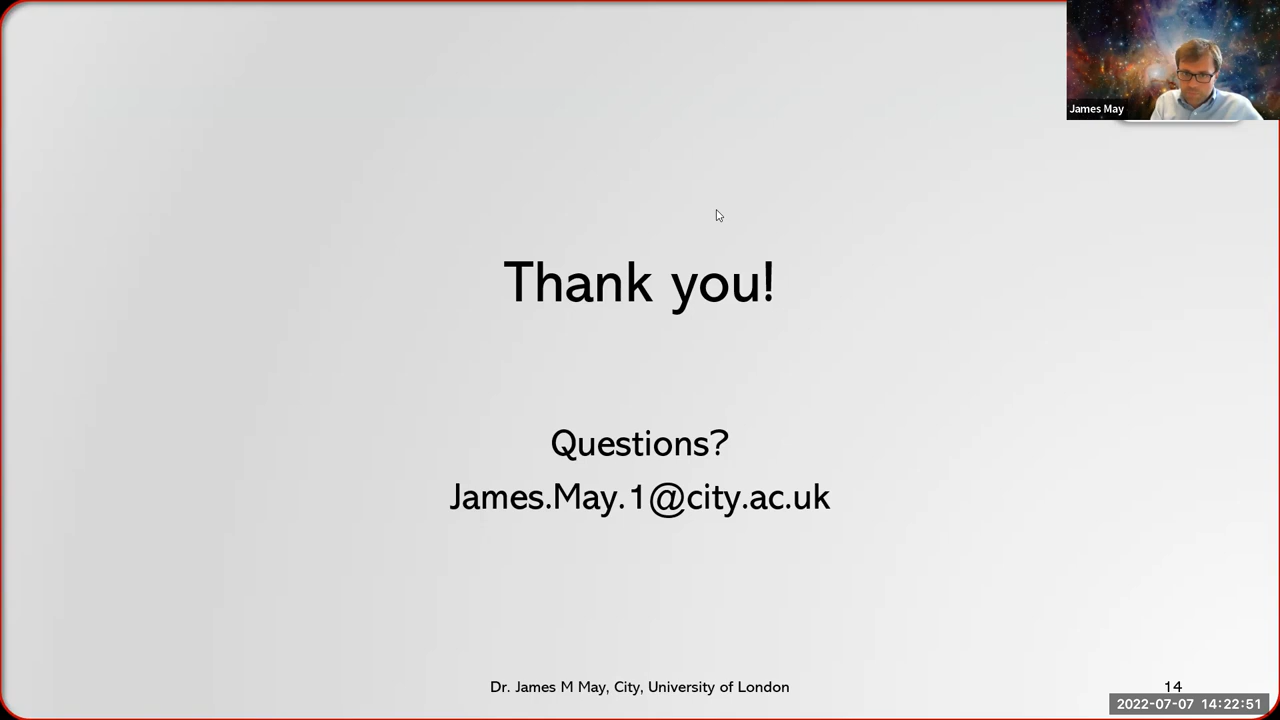 James May
Thank you!
Questions?
James.May.1@city.ac.uk
Dr. James M May, City, University of London
14
2022-07-07 14:22:51